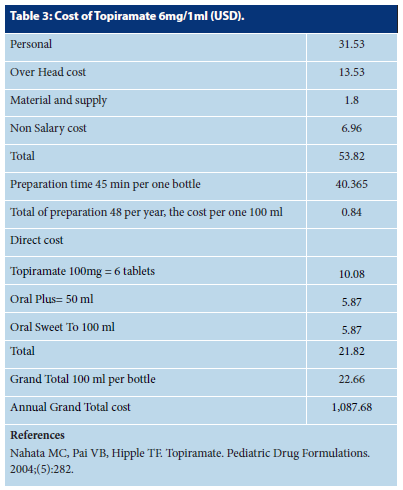 Table 3: Cost of Topiramate 6mg/1ml (USD).
Personal 31.53
Over Head cost 13.53
Material and supply 1.8
Non Salary cost 6.96
Total 53.82
Preparation time 45 min per one bottle 40.365
Total of preparation 48 per year, the cost per one 100 ml 0.84
Direct cost
Topiramate 100mg = 6 tablets 10.08
Oral Plus= 50 ml 5.87
Oral Sweet To 100 ml 5.87
Total 21.82
Grand Total 100 ml per bottle 22.66
Annual Grand Total cost 1,087.68
References
Nahata MC, Pai VB, Hipple TF. Topiramate. Pediatric Drug Formulations.
2004;(5):282.